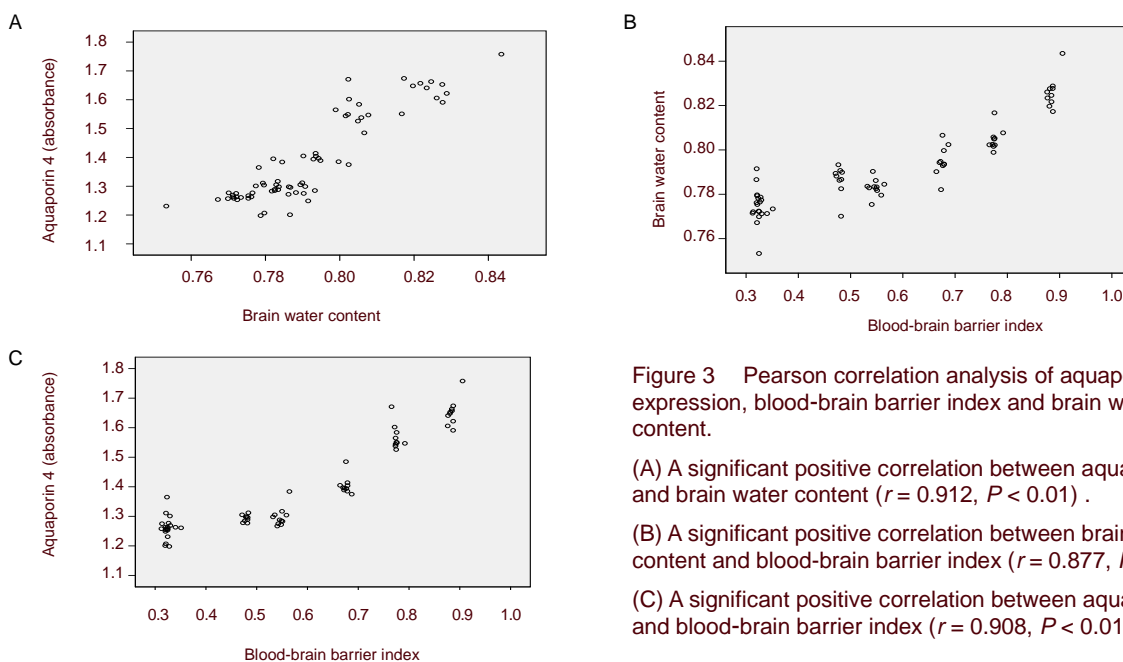 A
1.8
1.7
1.6
1.5
1.4
1.3
1.2
1.1
Aquaporin 4 (absorbance)
0.76 0.78 0.80 0.82 0.84
Brain water content
B
0.84
0.82
0.80
0.78
0.76
Brain water content
0.3 0.4 0.5 0.6 0.7 0.8 0.9 1.0
Blood-brain barrier index
C
1.8
1.7
1.6
1.5
1.4
1.3
1.2
1.1
Aquaporin 4 (absorbance)
0.3 0.4 0.5 0.6 0.7 0.8 0.9 1.0
Blood-brain barrier index
Figure 3 Pearson correlation analysis of
expression, blood-brain barrier index and brain
content.
(A) A significant positive correlation between
and brain water content (r = 0.912, P < 0.01) .
(B) A significant positive correlation between brain
content and blood-brain barrier index (r = 0.877,
(C) A significant positive correlation between
and blood-brain barrier index (r = 0.908, P < 0.01